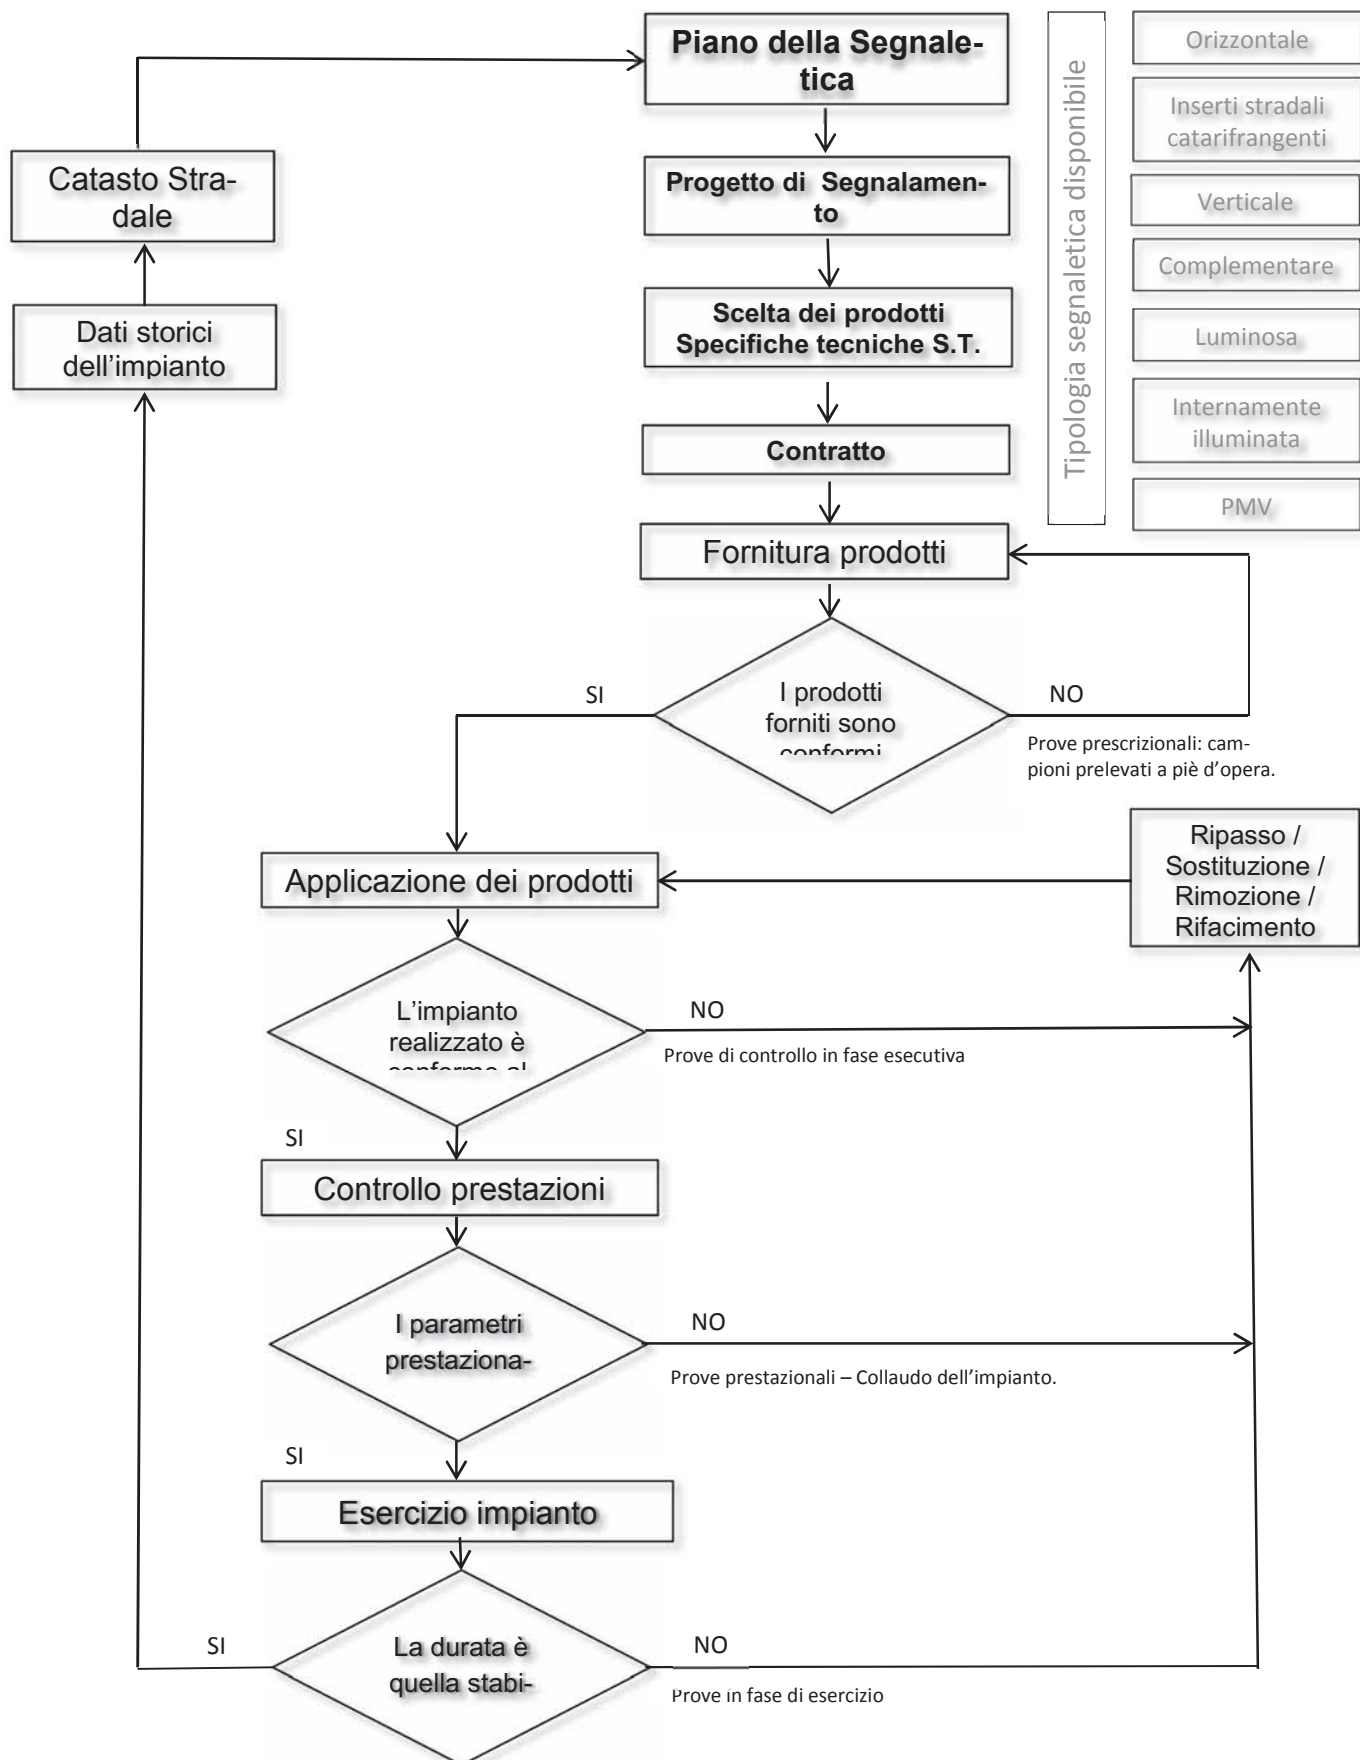 Piano della Segnale-
tica
Orizzontale
Inserti stradali
catarifrangenti
Verticale
Complementare
Luminosa
Internamente
illuminata
PMV
Tipologia segnaletica disponibile
Catasto Stra-
dale
Dati storici
dell'impianto
Progetto di Segnalamen-
to
Scelta dei prodotti
Specifiche tecniche S.T.
Contratto
Fornitura prodotti
SI
I prodotti
forniti sono
conformi
NO
Prove prescrizionali: cam-
pioni prelevati a piè d'opera.
Ripasso /
Sostituzione /
Rimozione /
Rifacimento
Applicazione dei prodotti
L'impianto
realizzato è
conforme al
NO
Prove di controllo in fase esecutiva
SI
Controllo prestazioni
I parametri
prestaziona-
NO
Prove prestazionali – Collaudo dell'impianto.
SI
Esercizio impianto
SI
La durata è
quella stabi-
NO
Prove in fase di esercizio